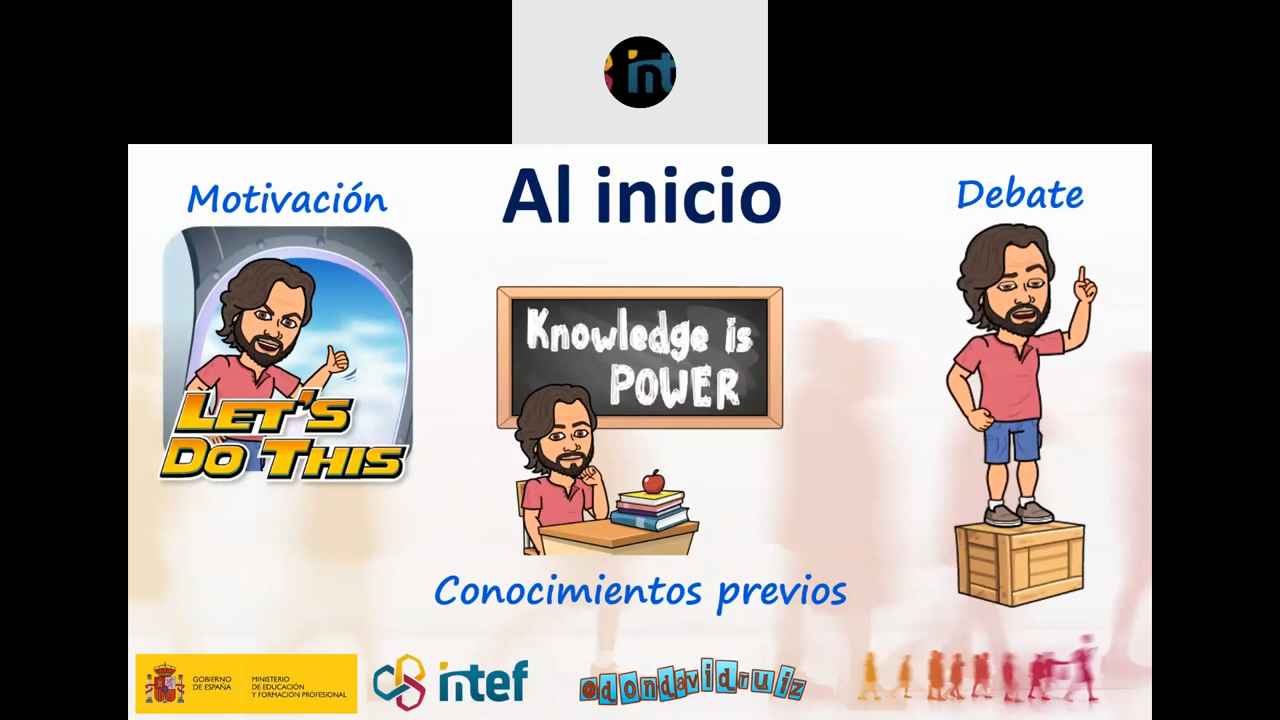 int
Al inicio
Motivación
Debate
LET'S
DO THIS
Knowledge is
POWER
Conocimientos previos
GOBIERNO
DE ESPAÑA
MINISTERIO
DE EDUCACIÓN
Y FORMACIÓN PROFESIONAL
intef
@dondavidruiz